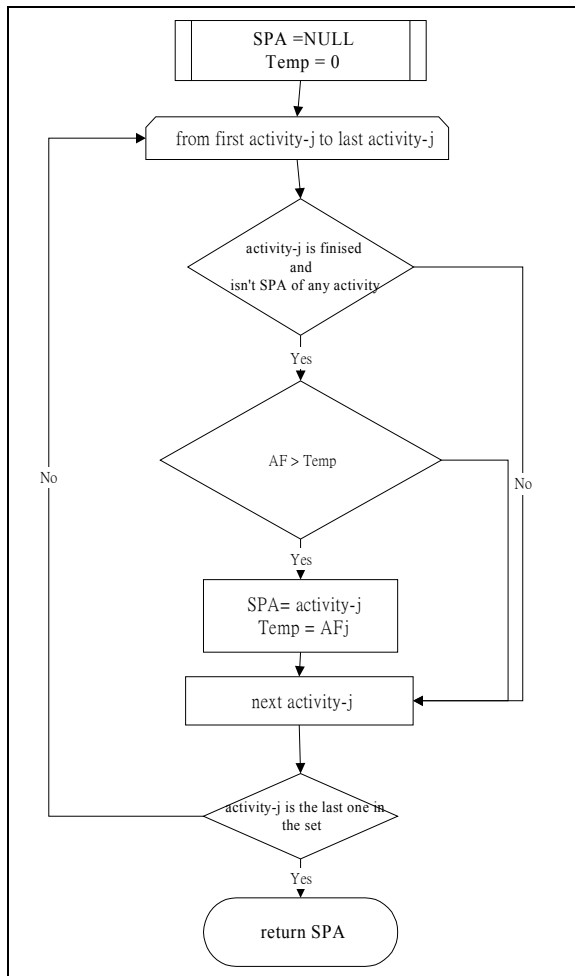 SPA =NULL
Temp = 0
from first activity-j to last activity-j
activity-j is finised
and
isn't SPA of any activity
Yes
AF > Temp
No
No
Yes
SPA= activity-j
Temp = AFj
next activity-j
activity-j is the last one in
the set
Yes
return SPA